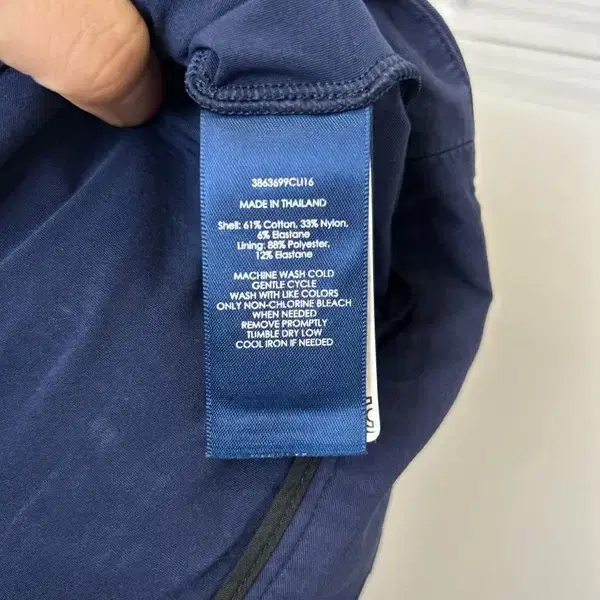 3863699CLI16
MADE IN THAILAND
Shell: 61% Cotton, 33% Nylon,
6% Elastane
Lining: 88% Polyester,
12% Elastane
MACHINE WASH COLD
GENTLE CYCLE
WASH WITH LIKE COLORS
ONLY NON-CHLORINE BLEACH
WHEN NEEDED
REMOVE PROMPTLY
TUMBLE DRY LOW
COOL IRON IF NEEDED